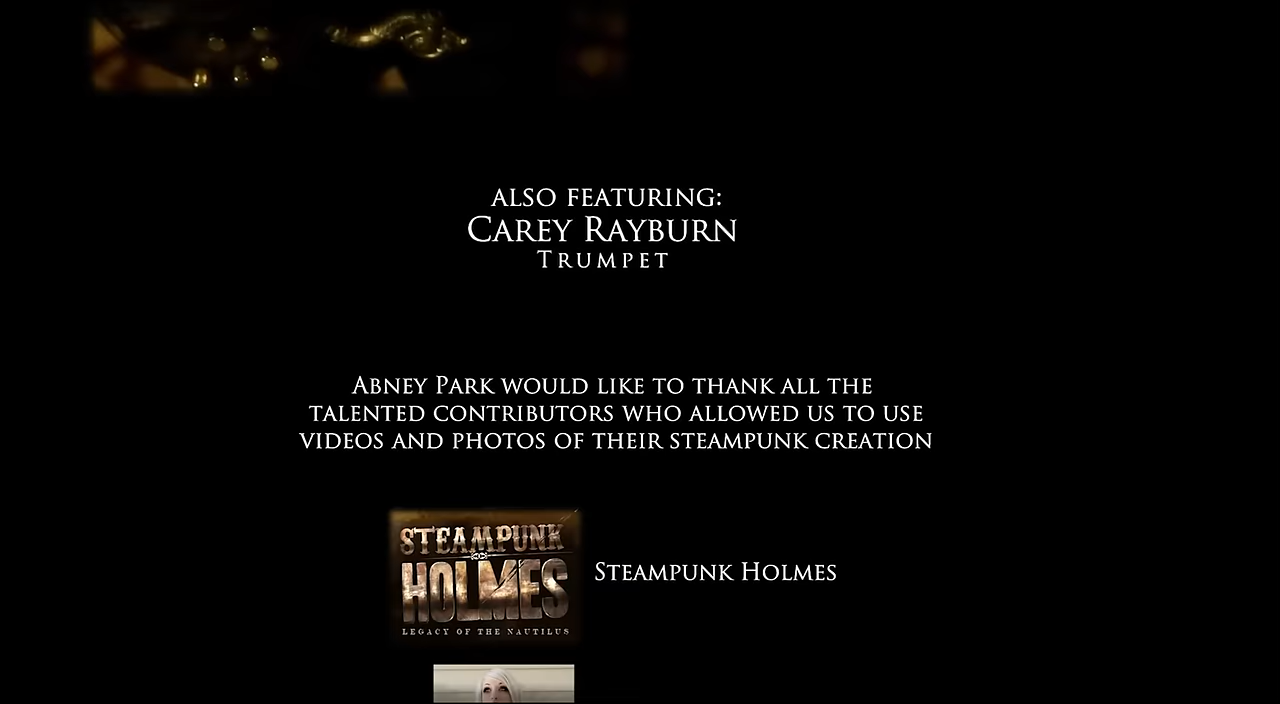 ALSO FEATURING:
CAREY RAYBURN
TRUMPET
ABNEY PARK WOULD LIKE TO THANK ALL THE
TALENTED CONTRIBUTORS WHO ALLOWED US TO USE
VIDEOS AND PHOTOS OF THEIR STEAMPUNK CREATION
STEAMPUNK
HOLMES
LEGACY OF THE NAUTILUS
STEAMPUNK HOLMES